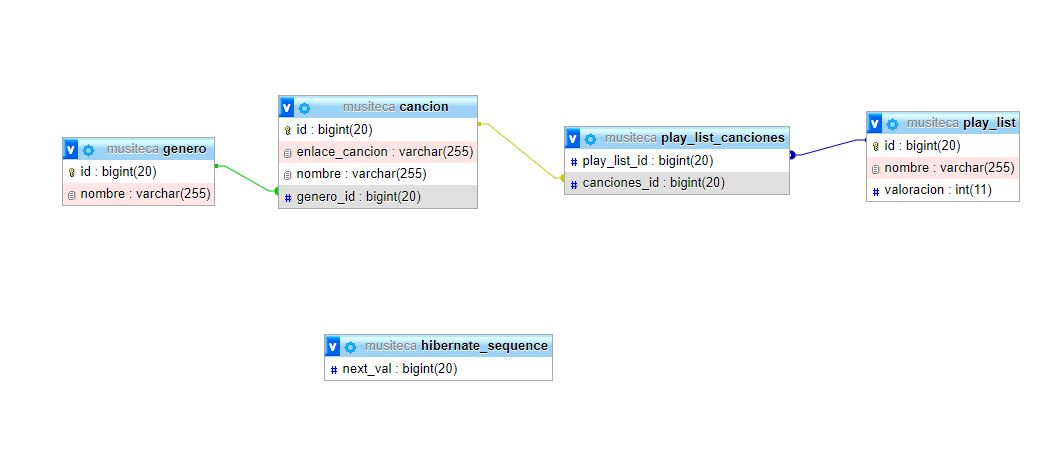 musiteca genero
id : bigint(20)
nombre : varchar(255)
musiteca cancion
id : bigint(20)
enlace_cancion : varchar(255)
nombre : varchar(255)
# genero_id : bigint(20)
musiteca play_list_canciones
# play_list_id : bigint(20)
# canciones_id : bigint(20)
musiteca play_list
id : bigint(20)
nombre : varchar(255)
# valoracion : int(11)
musiteca hibernate_sequence
# next_val : bigint(20)